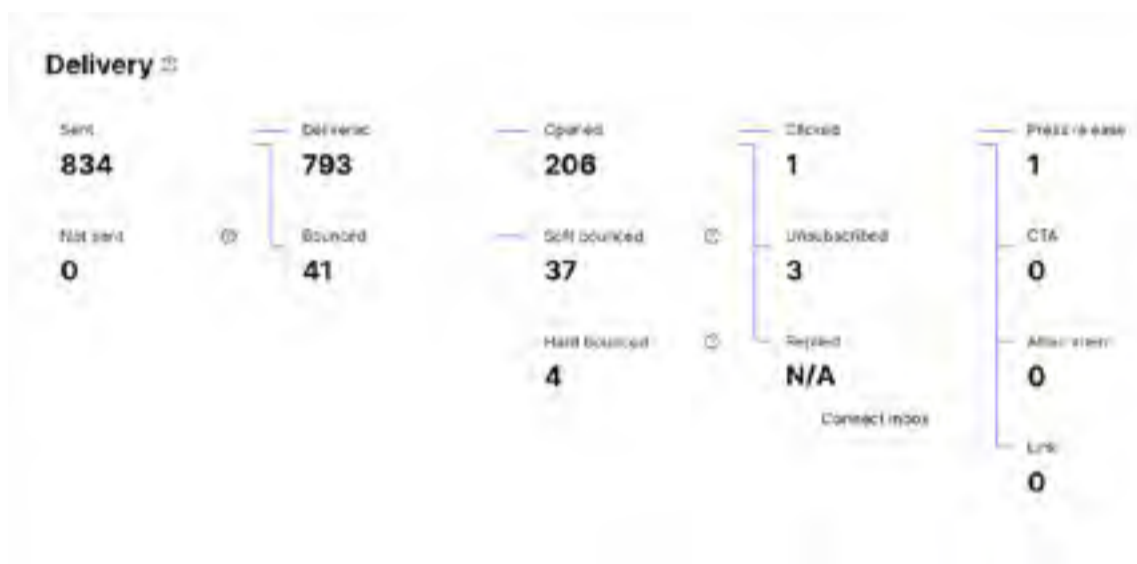 Delivery
Sent
834
Delivered
793
Opened
206
Clicked
1
Press release
1
Not sent
0
Bounced
41
Soft bounced
37
Unsubscribed
3
CTA
0
Hard bounced
4
Replied
N/A
Connect inbox
Attachment
0
Link
0